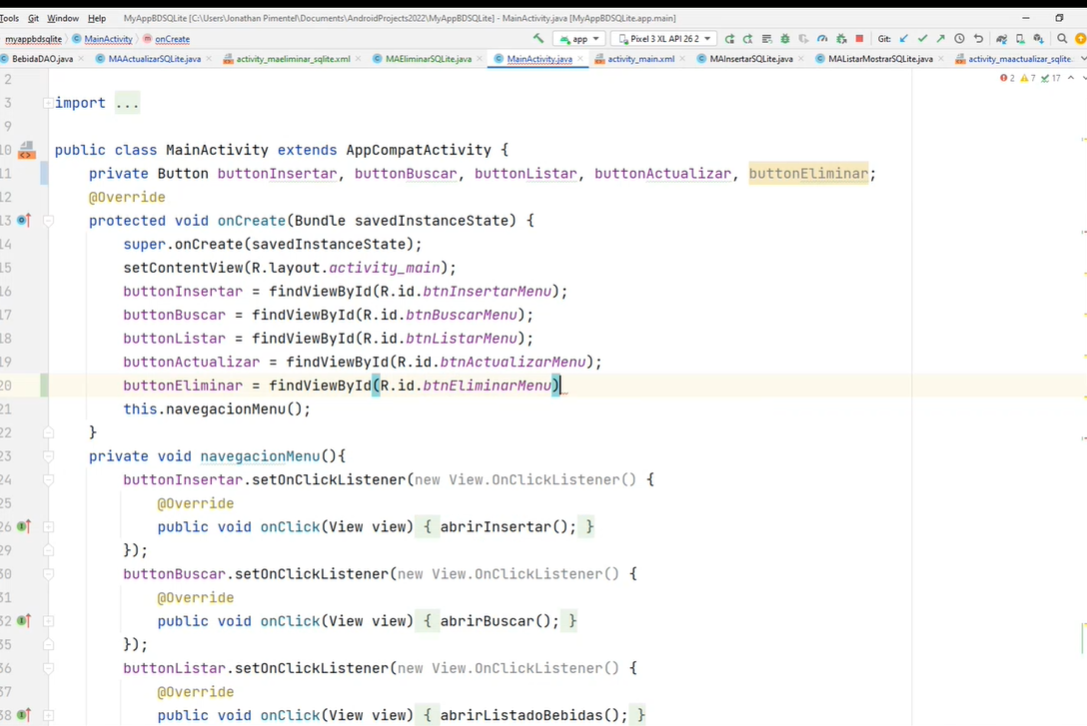 Tools Git Window Help MyAppBDSQLite [C:\Users\Jonathan Pimentel\Documents\AndroidProjects2022\MyAppBDSQLite] - MainActivity.java [MyAppBDSQLite.app.main]
myappbdsqlite MainActivity onCreate app Pixel 3 XL API 26 2 Git:
BebidaDAO.java MAActualizarSQLite.java activity_maeliminar_sqlite.xml MAEliminarSQLite.java MainActivity.java activity_main.xml MAInsertarSQLite.java MAListarMostrarSQLite.java activity_maactualizar_sqlite.
2 2 7 17
3 import ...
9
10 public class MainActivity extends AppCompatActivity {
11 private Button buttonInsertar, buttonBuscar, buttonListar, buttonActualizar, buttonEliminar;
12 @Override
13 protected void onCreate(Bundle savedInstanceState) {
14 super.onCreate(savedInstanceState);
15 setContentView(R.layout.activity_main);
16 buttonInsertar = findViewById(R.id.btnInsertarMenu);
17 buttonBuscar = findViewById(R.id.btnBuscarMenu);
18 buttonListar = findViewById(R.id.btnListarMenu);
19 buttonActualizar = findViewById(R.id.btnActualizarMenu);
20 buttonEliminar = findViewById(R.id.btnEliminarMenu)
21 this.navegacionMenu();
22 }
23 private void navegacionMenu(){
24 buttonInsertar.setOnClickListener(new View.OnClickListener() {
25 @Override
26 public void onClick(View view) { abrirInsertar(); }
29 });
30 buttonBuscar.setOnClickListener(new View.OnClickListener() {
31 @Override
32 public void onClick(View view) { abrirBuscar(); }
35 });
36 buttonListar.setOnClickListener(new View.OnClickListener() {
37 @Override
38 public void onClick(View view) { abrirListadoBebidas(); }